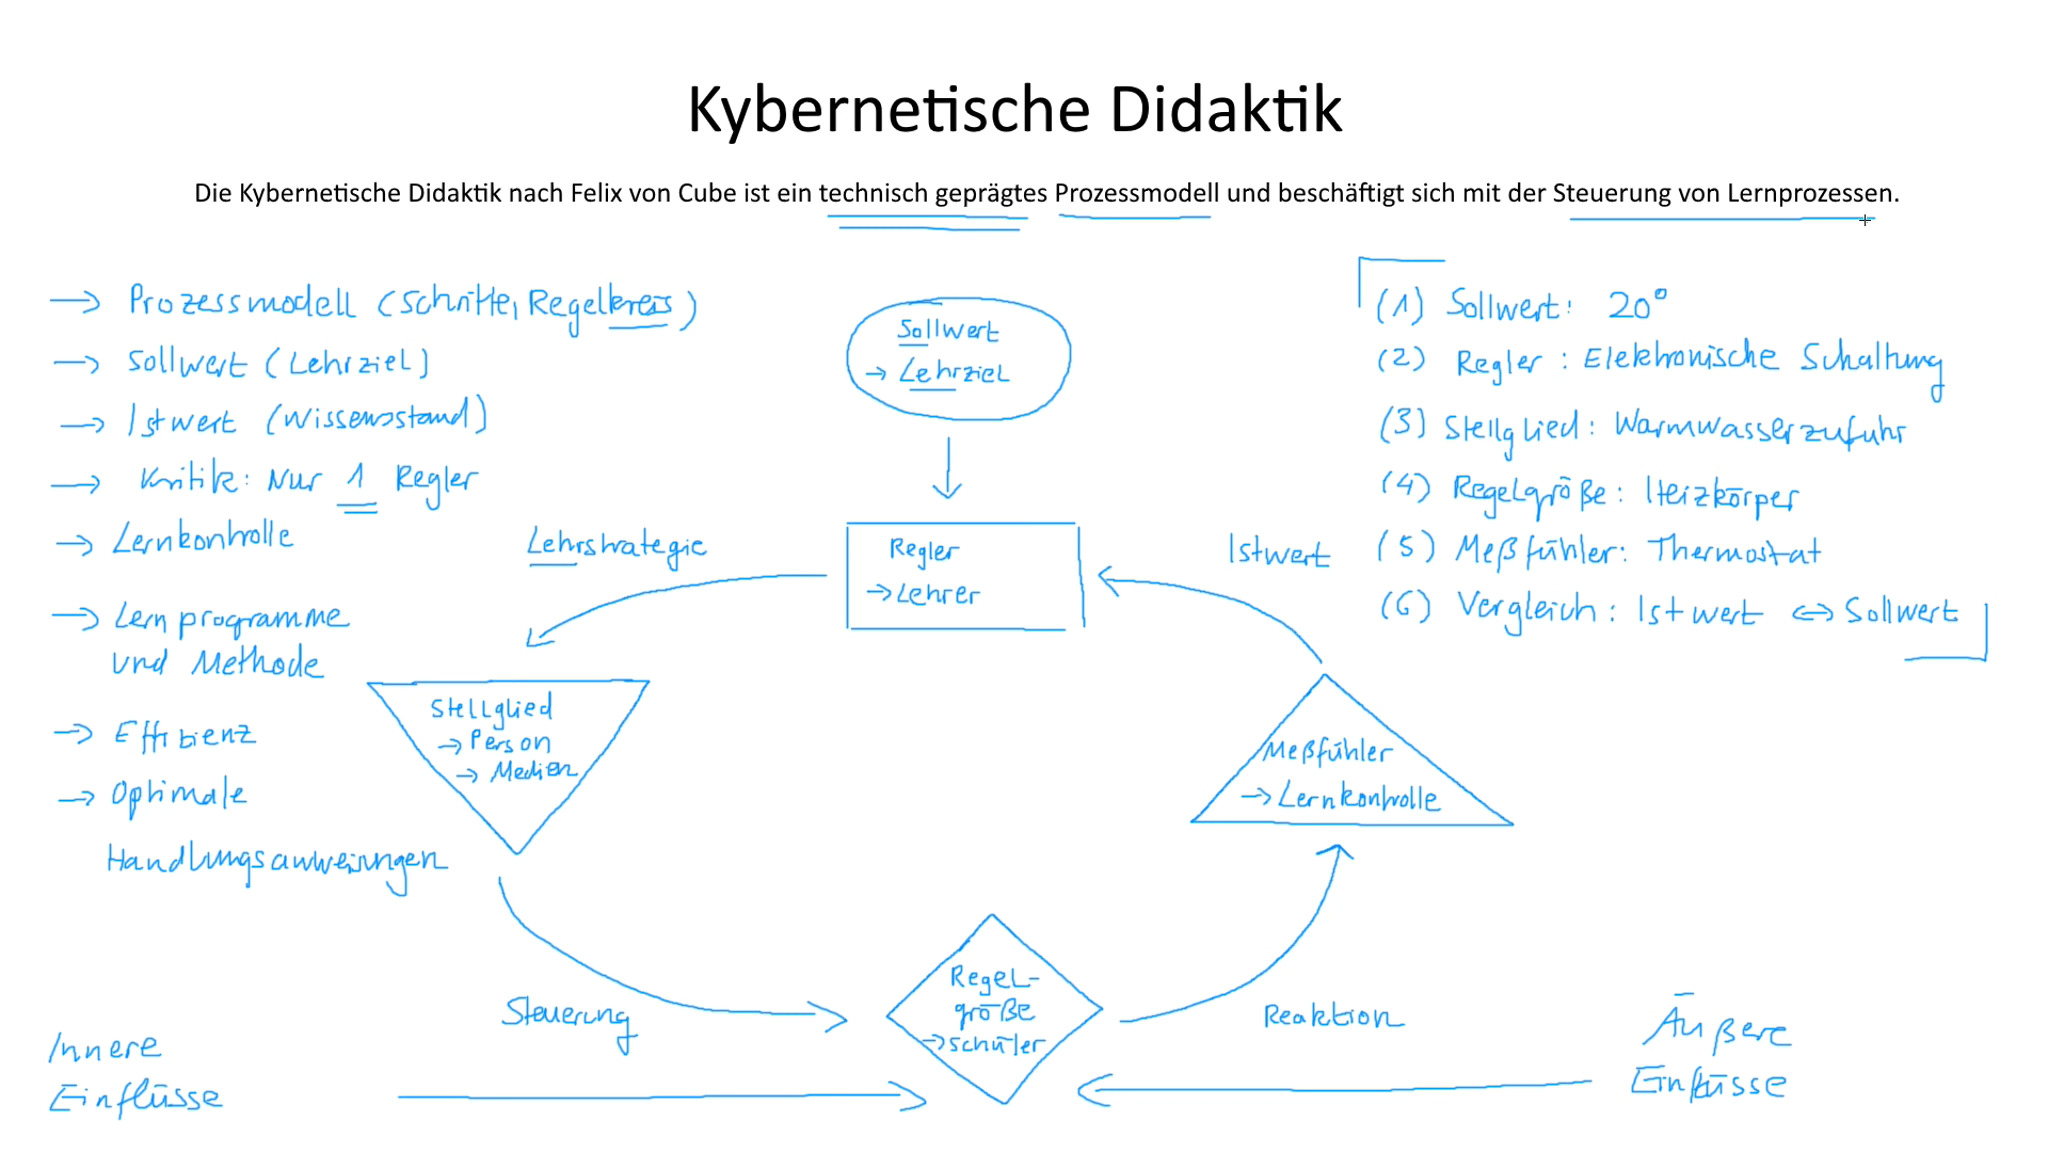 Kybernetische Didaktik
Die Kybernetische Didaktik nach Felix von Cube ist ein technisch geprägtes Prozessmodell und beschäftigt sich mit der Steuerung von Lernprozessen.
→ Prozessmodell (Schritte, Regelkreis)
→ Sollwert (Lehrziel)
→ Istwert (Wissensstand)
→ Kritik: Nur 1 Regler
→ Lernkontrolle
→ Lernprogramme
und Methode
→ Effizienz
→ Optimale
Handlungsanweisungen
Sollwert
→ Lehrziel
Regler
→ Lehrer
Lehrstrategie
Stellglied
→ Person
→ Medien
Steuerung
Regel-
größe
→ Schüler
Reaktion
Meßfühler
→ Lernkontrolle
Istwert
(1) Sollwert: 20°
(2) Regler: Elektronische Schaltung
(3) Stellglied: Warmwasserzufuhr
(4) Regelgröße: Heizkörper
(5) Meßfühler: Thermostat
(6) Vergleich: Istwert ↔ Sollwert
Innere
Einflüsse
Äußere
Einflüsse